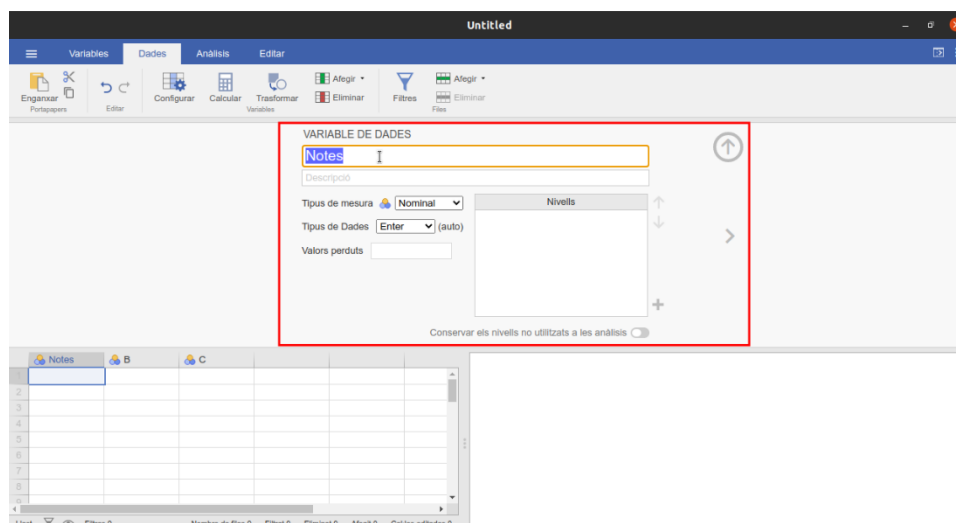 Untitled
Variables Dades Anàlisis Editar
Enganxar
Portapapers
Editar
Configurar Calcular Trasformar
Variables
Afegir
Eliminar
Filtres
Afegir
Eliminar
Files
VARIABLE DE DADES
Notes
Descripció
Tipus de mesura Nominal
Tipus de Dades Enter (auto)
Valors perduts
Nivells
Conservar els nivells no utilitzats a les anàlisis
Notes B C
1
2
3
4
5
6
7
8